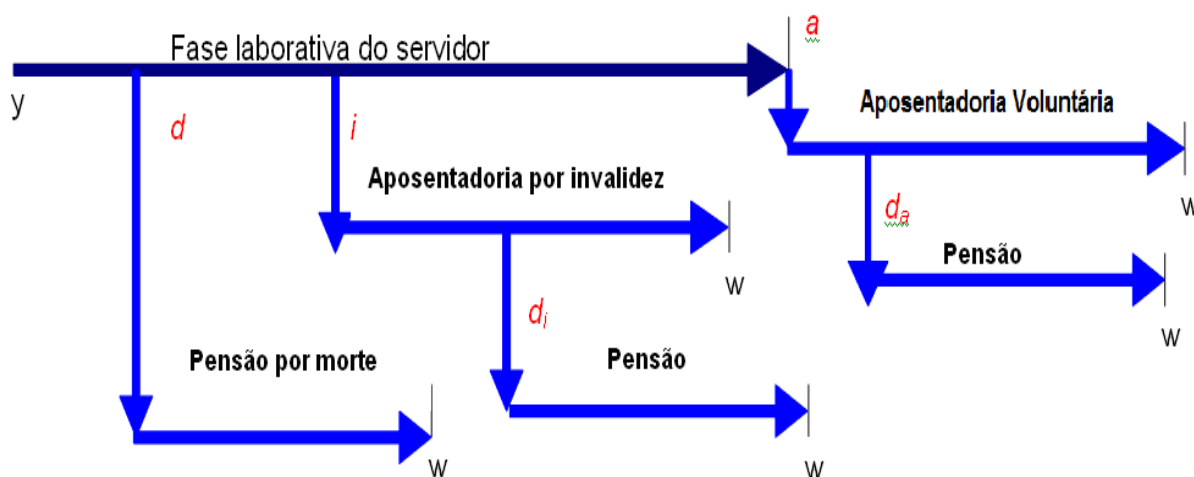 a
Fase laborativa do servidor
y
d
i
Aposentadoria Voluntária
Aposentadoria por invalidez
w
da
Pensão
w
w
di
Pensão por morte
Pensão
w
w